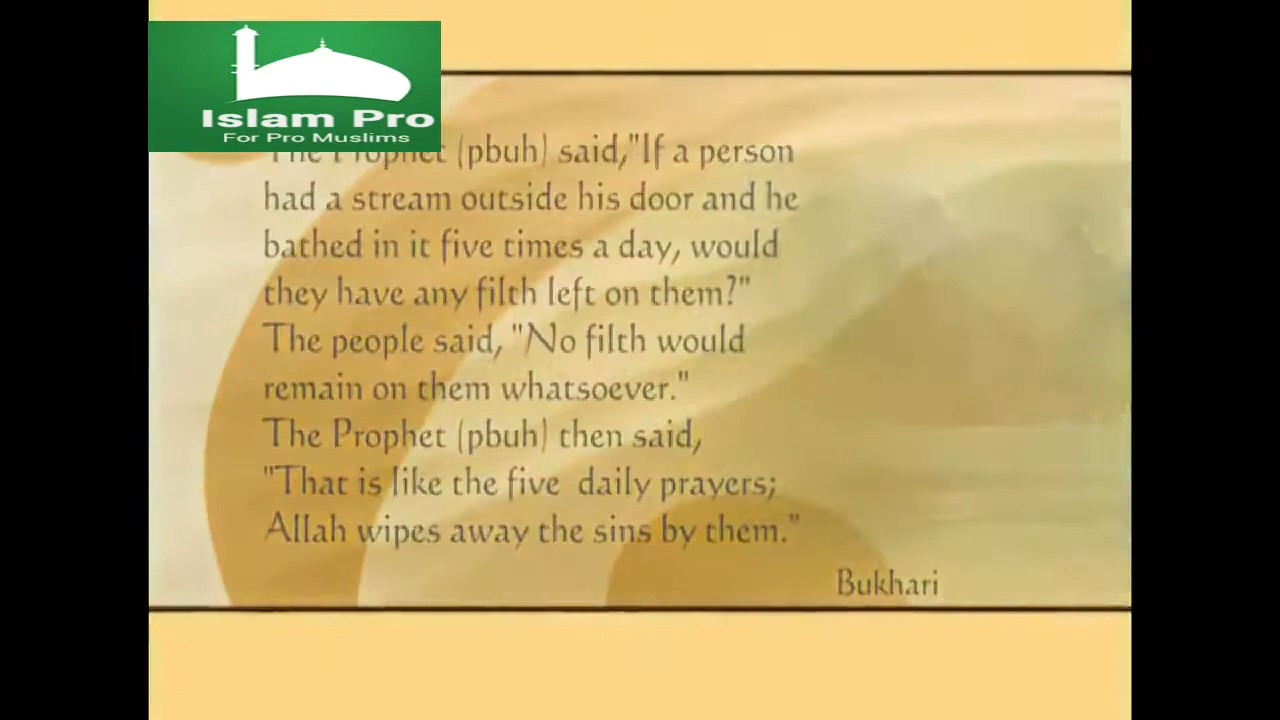 Islam Pro
For Pro Muslims
The Prophet (pbuh) said,"If a person
had a stream outside his door and he
bathed in it five times a day, would
they have any filth left on them?"
The people said, "No filth would
remain on them whatsoever."
The Prophet (pbuh) then said,
"That is like the five daily prayers;
Allah wipes away the sins by them."
Bukhari